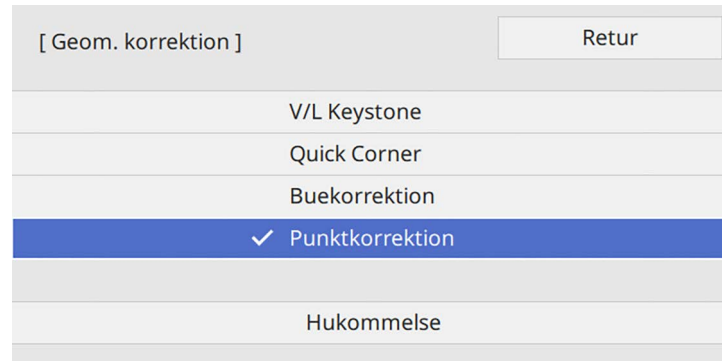 [ Geom. korrektion ]
Retur
V/L Keystone
Quick Corner
Buekorrektion
Punktkorrektion
Hukommelse